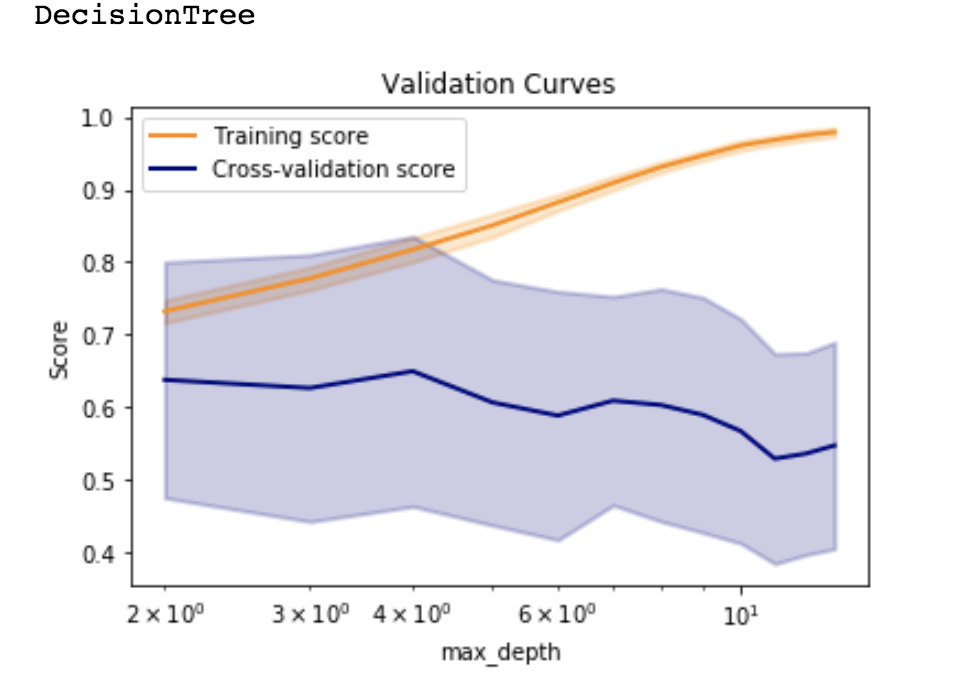 DecisionTree
Validation Curves
Training score
Cross-validation score
1.0
0.9
0.8
0.7
0.6
0.5
0.4
Score
2 × 10⁰
3 × 10⁰
4 × 10⁰
6 × 10⁰
10¹
max_depth